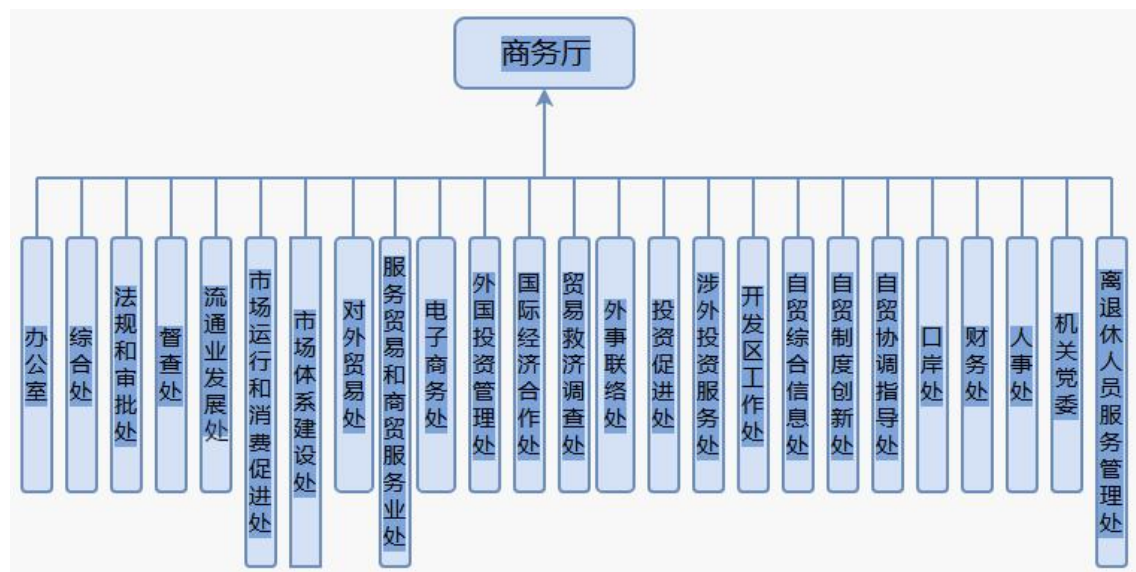 商务厅
办公室
综合处
法规和审批处
督查处
流通业发展处
市场运行和消费促进处
市场体系建设处
对外贸易处
服务贸易和商贸服务业处
电子商务处
外国投资管理处
国际经济合作处
贸易救济调查处
外事联络处
投资促进处
涉外投资服务处
开发区工作处
自贸综合信息处
自贸制度创新处
自贸协调指导处
口岸处
财务处
人事处
机关党委
离退休人员服务管理处